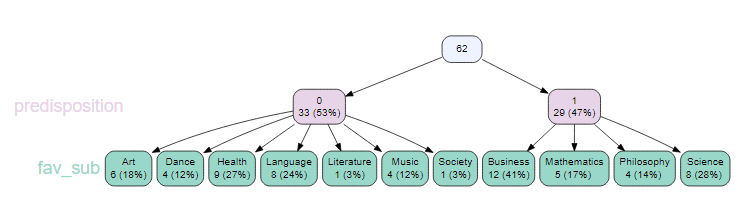 62
predisposition
0
33 (53%)
1
29 (47%)
fav_sub
Art
6 (18%)
Dance
4 (12%)
Health
9 (27%)
Language
8 (24%)
Literature
1 (3%)
Music
4 (12%)
Society
1 (3%)
Business
12 (41%)
Mathematics
5 (17%)
Philosophy
4 (14%)
Science
8 (28%)